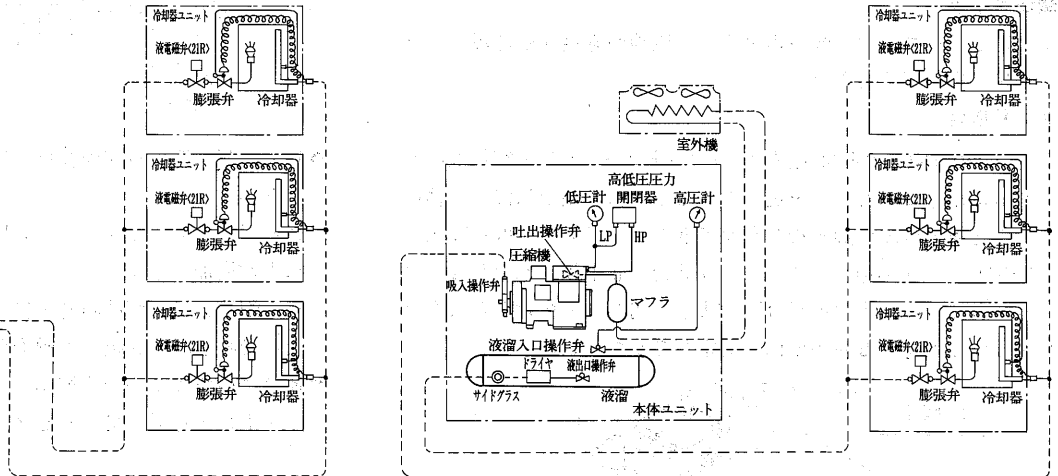 冷却器ユニット
液電磁弁(21R)
膨張弁
冷却器
冷却器ユニット
液電磁弁(21R)
膨張弁
冷却器
冷却器ユニット
液電磁弁(21R)
膨張弁
冷却器
室外機
高低圧圧力
低圧計
開閉器
高圧計
LP
HP
吐出操作弁
圧縮機
吸入操作弁
マフラ
液溜入口操作弁
ドライヤ
液出口操作弁
サイドグラス
液溜
本体ユニット
冷却器ユニット
液電磁弁(21R)
膨張弁
冷却器
冷却器ユニット
液電磁弁(21R)
膨張弁
冷却器
冷却器ユニット
液電磁弁(21R)
膨張弁
冷却器